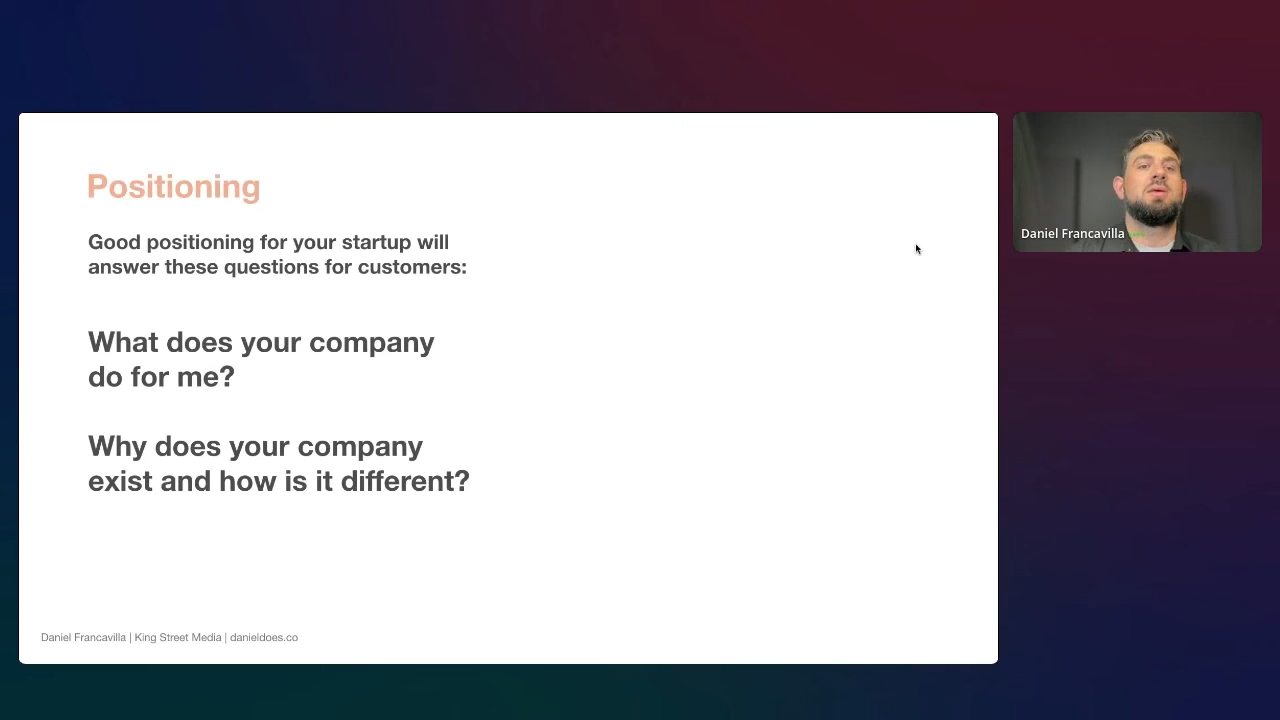 Positioning
Good positioning for your startup will
answer these questions for customers:
What does your company
do for me?
Why does your company
exist and how is it different?
Daniel Francavilla | King Street Media | danieldoes.co
Daniel Francavilla